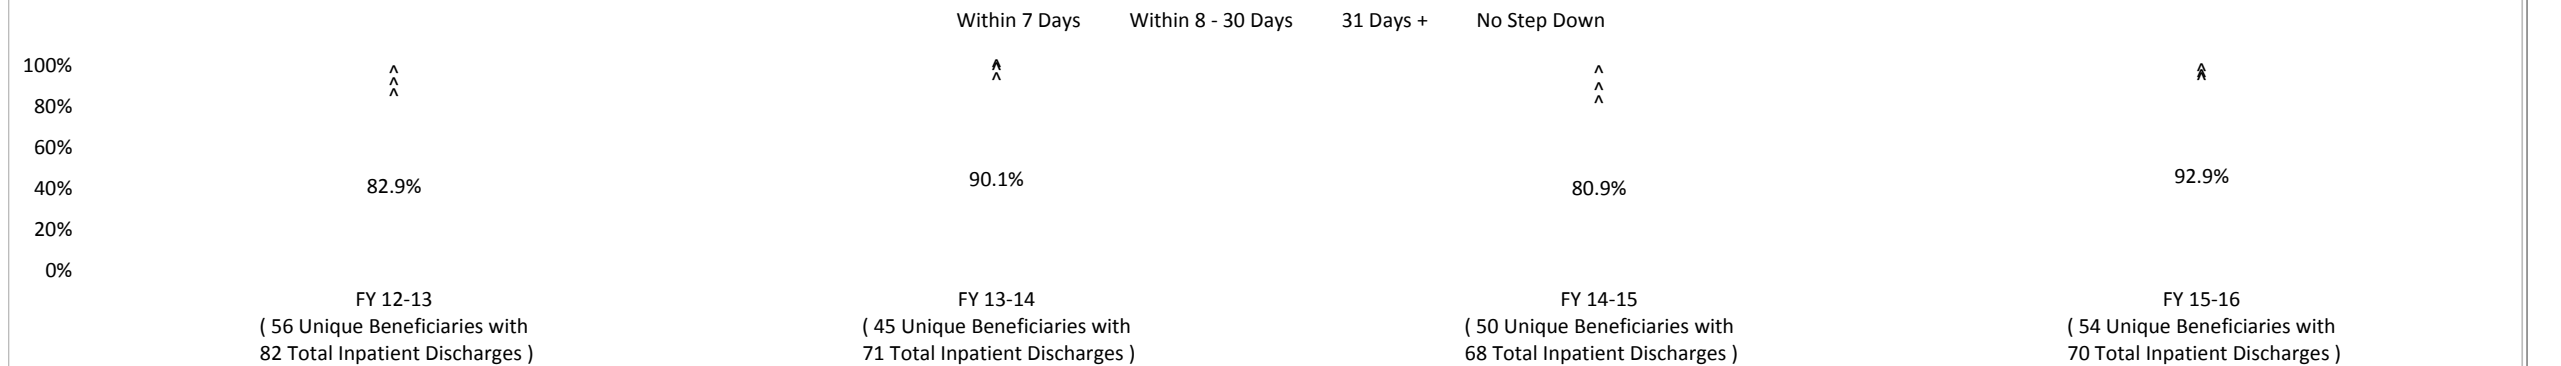 Within 7 Days Within 8 - 30 Days 31 Days + No Step Down
100%
80%
60%
40%
20%
0%
^
^
^
82.9%
^
^
^
90.1%
^
^
^
80.9%
^
^
^
92.9%
FY 12-13
( 56 Unique Beneficiaries with
82 Total Inpatient Discharges )
FY 13-14
( 45 Unique Beneficiaries with
71 Total Inpatient Discharges )
FY 14-15
( 50 Unique Beneficiaries with
68 Total Inpatient Discharges )
FY 15-16
( 54 Unique Beneficiaries with
70 Total Inpatient Discharges )